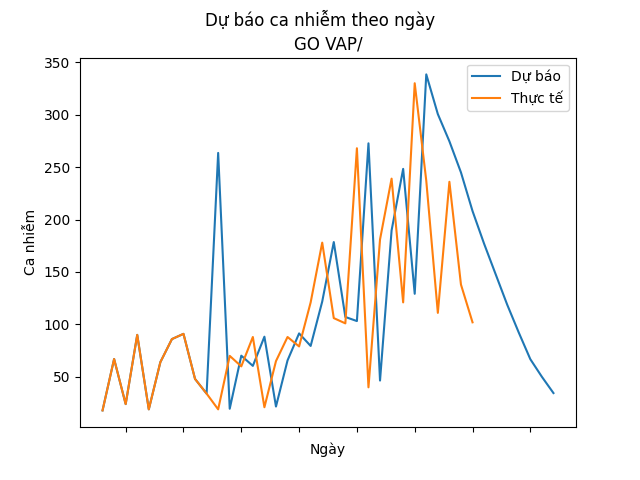 Dự báo ca nhiễm theo ngày
GO VAP/
Dự báo
Thực tế
Ca nhiễm
350
300
250
200
150
100
50
Ngày